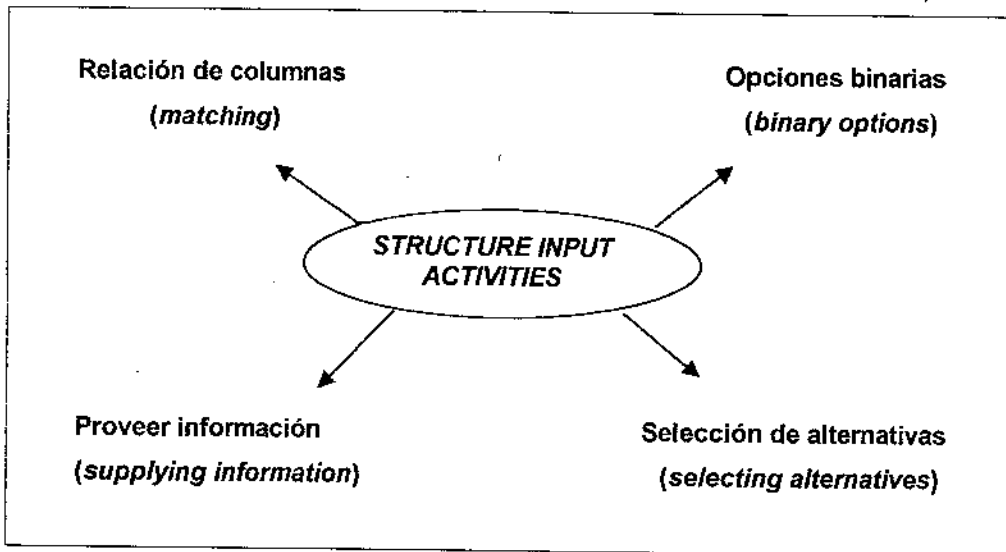 Relación de columnas
(matching)
Opciones binarias
(binary options)
STRUCTURE INPUT
ACTIVITIES
Proveer información
(supplying information)
Selección de alternativas
(selecting alternatives)